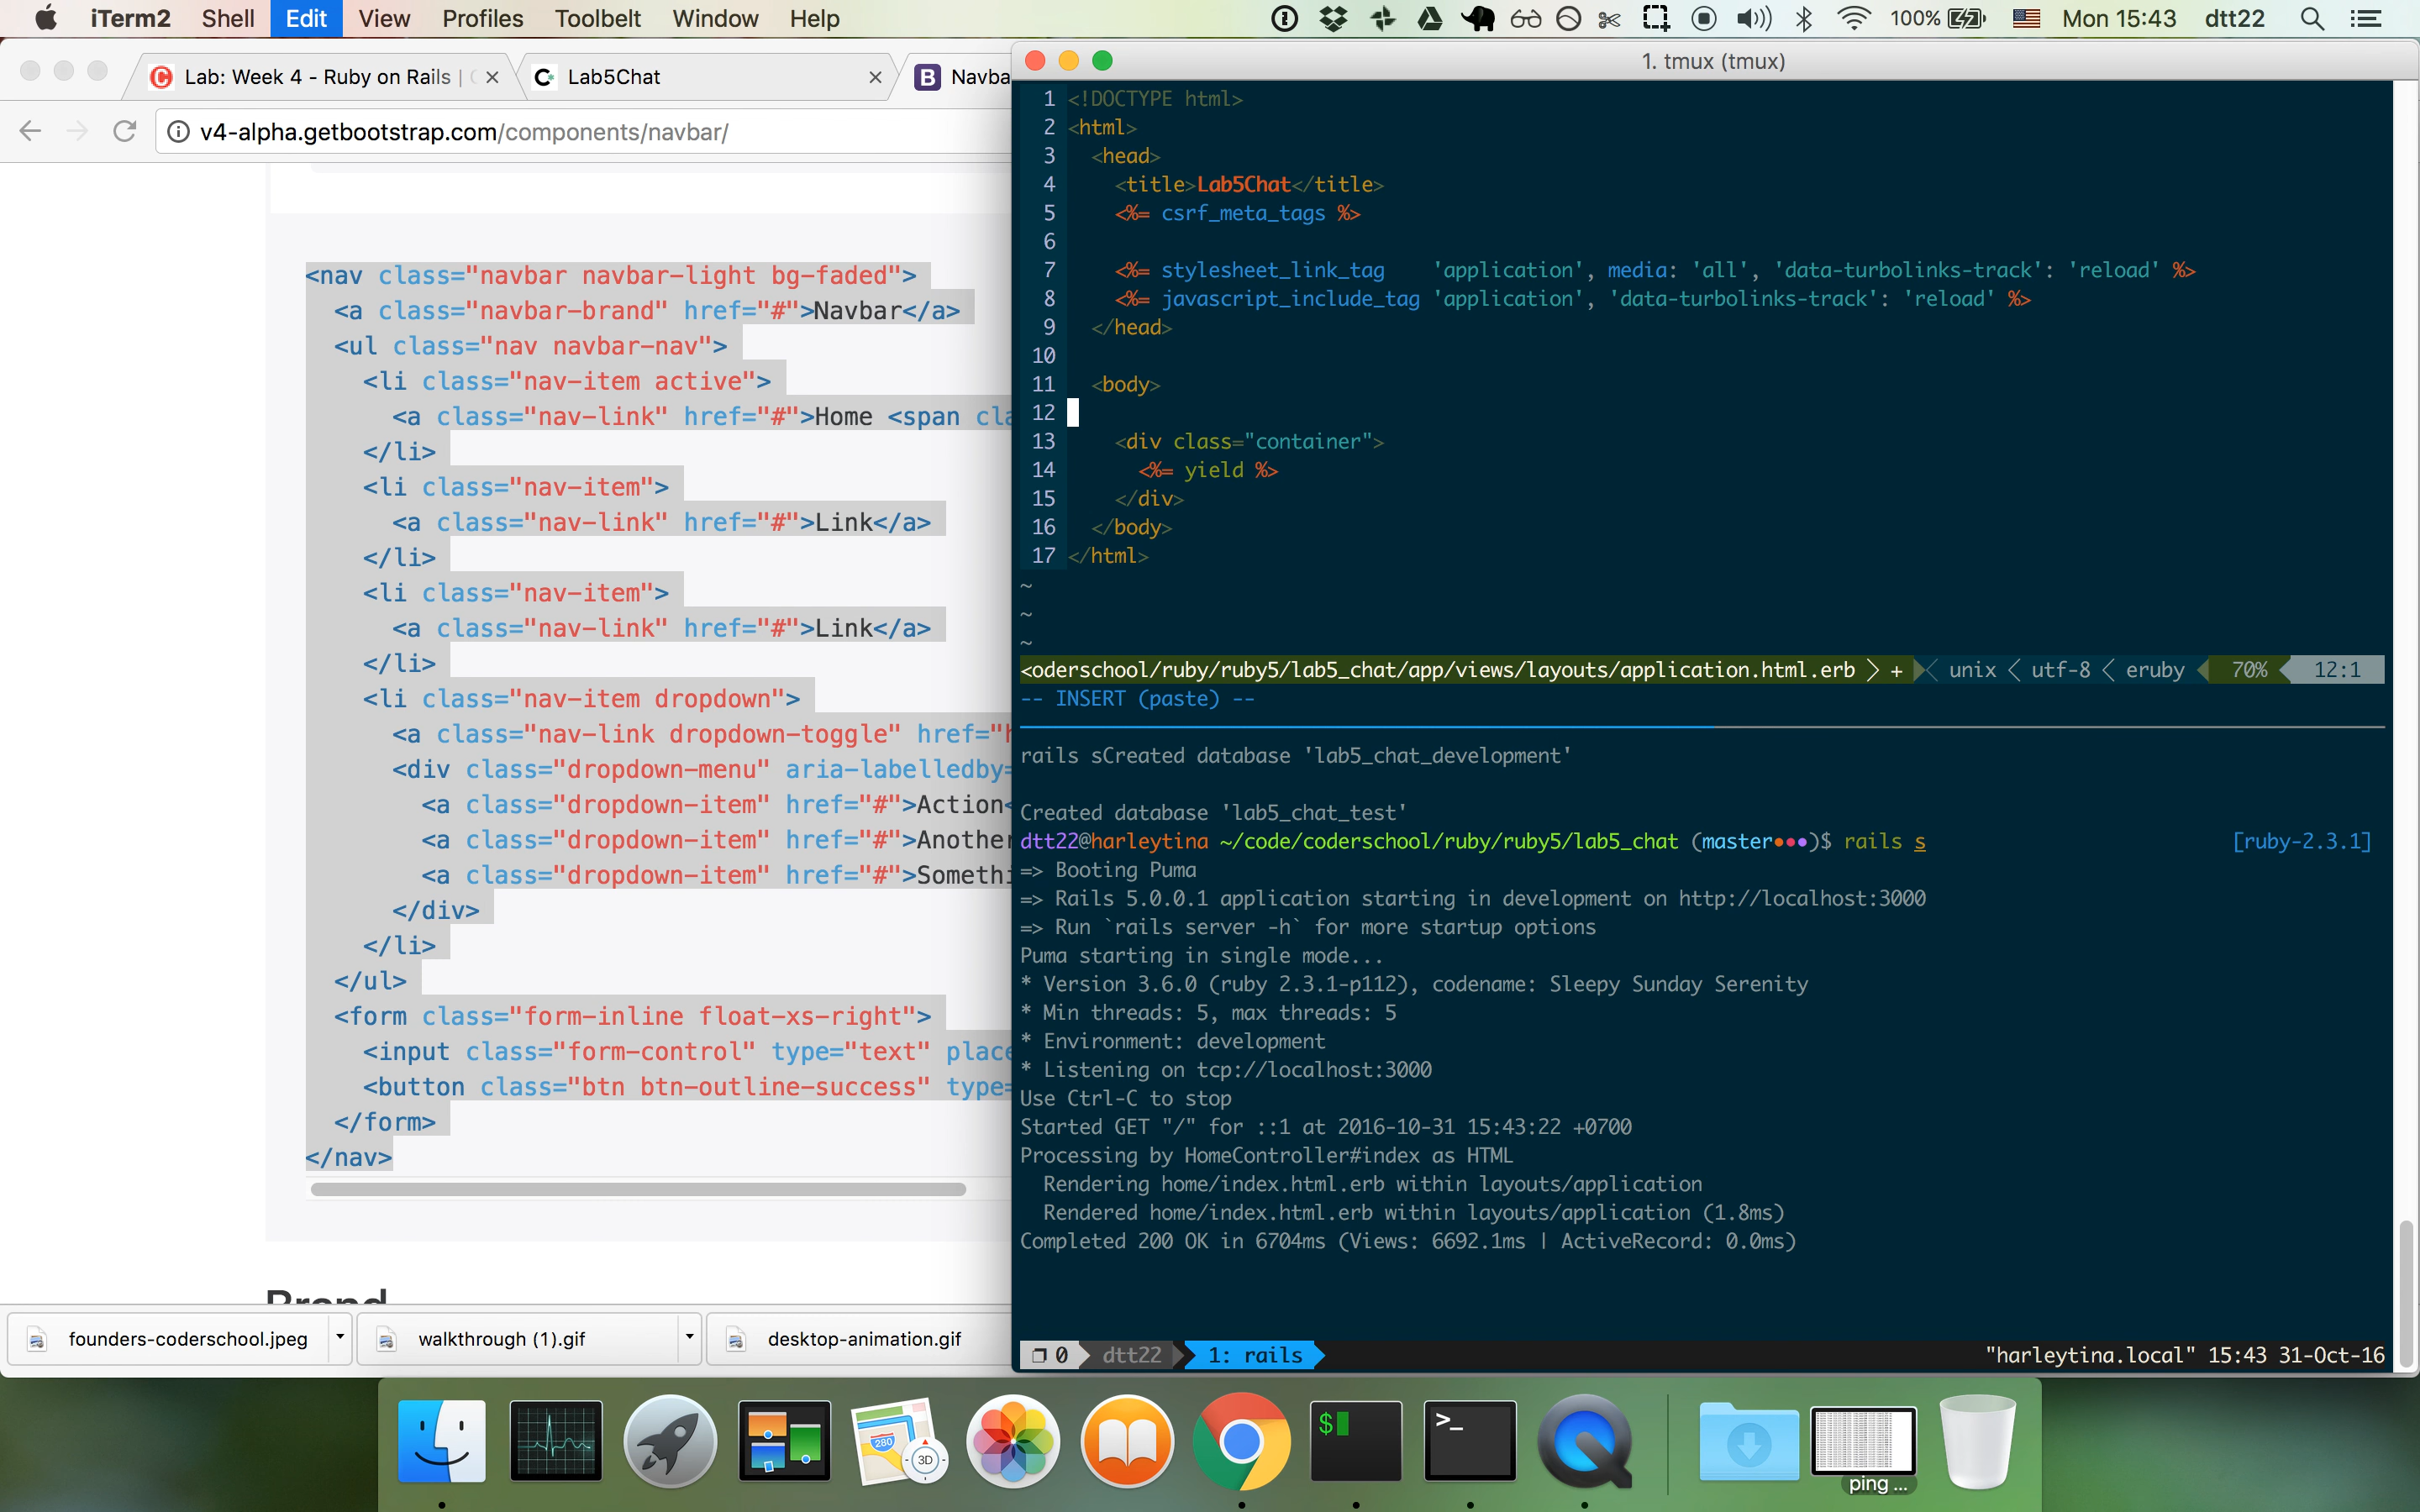 iTerm2 Shell Edit View Profiles Toolbelt Window Help 100% Mon 15:43 dtt22
Lab: Week 4 - Ruby on Rails | Lab5Chat Navba
v4-alpha.getbootstrap.com/components/navbar/
<nav class="navbar navbar-light bg-faded">
<a class="navbar-brand" href="#">Navbar</a>
<ul class="nav navbar-nav">
<li class="nav-item active">
<a class="nav-link" href="#">Home <span cla
</li>
<li class="nav-item">
<a class="nav-link" href="#">Link</a>
</li>
<li class="nav-item">
<a class="nav-link" href="#">Link</a>
</li>
<li class="nav-item dropdown">
<a class="nav-link dropdown-toggle" href="h
<div class="dropdown-menu" aria-labelledby=
<a class="dropdown-item" href="#">Action<
<a class="dropdown-item" href="#">Another
<a class="dropdown-item" href="#">Somethi
</div>
</li>
</ul>
<form class="form-inline float-xs-right">
<input class="form-control" type="text" place
<button class="btn btn-outline-success" type=
</form>
</nav>
Brand
founders-coderschool.jpeg walkthrough (1).gif desktop-animation.gif
1. tmux (tmux)
1 <!DOCTYPE html>
2 <html>
3 <head>
4 <title>Lab5Chat</title>
5 <%= csrf_meta_tags %>
6
7 <%= stylesheet_link_tag 'application', media: 'all', 'data-turbolinks-track': 'reload' %>
8 <%= javascript_include_tag 'application', 'data-turbolinks-track': 'reload' %>
9 </head>
10
11 <body>
12
13 <div class="container">
14 <%= yield %>
15 </div>
16 </body>
17 </html>
~
~
~
<oderschool/ruby/ruby5/lab5_chat/app/views/layouts/application.html.erb > + < unix < utf-8 < eruby 70% 12:1
-- INSERT (paste) --
rails sCreated database 'lab5_chat_development'
Created database 'lab5_chat_test'
dtt22@harleytina ~/code/coderschool/ruby/ruby5/lab5_chat (master•••)$ rails s [ruby-2.3.1]
=> Booting Puma
=> Rails 5.0.0.1 application starting in development on http://localhost:3000
=> Run `rails server -h` for more startup options
Puma starting in single mode...
* Version 3.6.0 (ruby 2.3.1-p112), codename: Sleepy Sunday Serenity
* Min threads: 5, max threads: 5
* Environment: development
* Listening on tcp://localhost:3000
Use Ctrl-C to stop
Started GET "/" for ::1 at 2016-10-31 15:43:22 +0700
Processing by HomeController#index as HTML
Rendering home/index.html.erb within layouts/application
Rendered home/index.html.erb within layouts/application (1.8ms)
Completed 200 OK in 6704ms (Views: 6692.1ms | ActiveRecord: 0.0ms)
0 dtt22 1: rails "harleytina.local" 15:43 31-Oct-16
280
3D
$
>_
ping ...